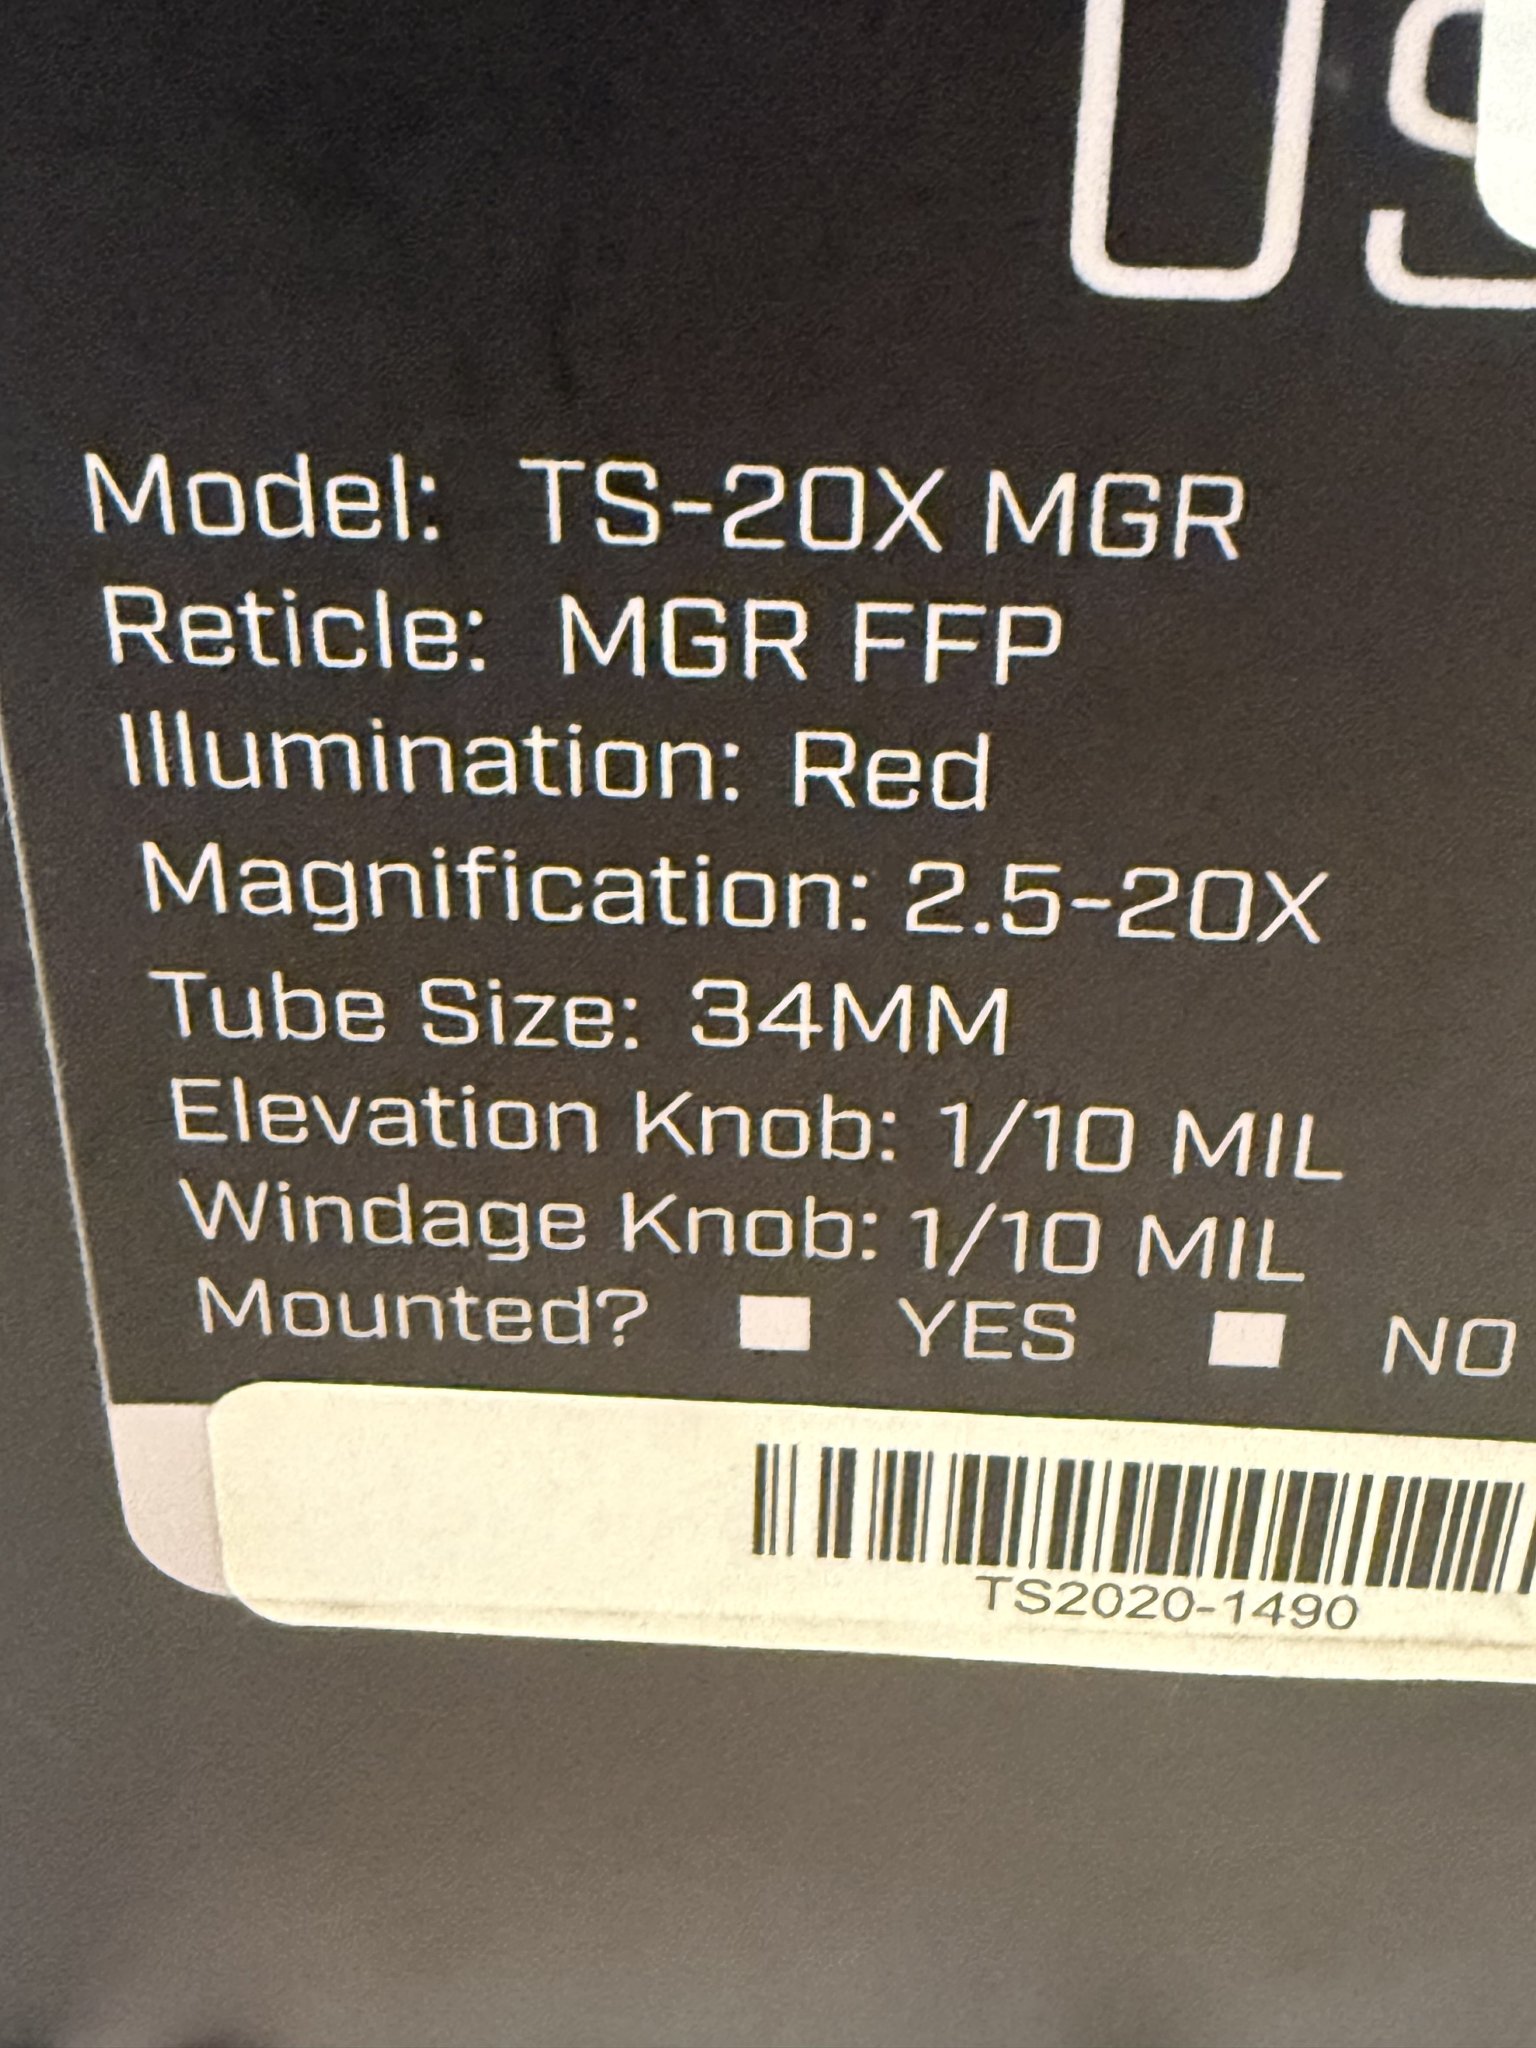 US
Model: TS-20X MGR
Reticle: MGR FFP
Illumination: Red
Magnification: 2.5-20X
Tube Size: 34MM
Elevation Knob: 1/10 MIL
Windage Knob: 1/10 MIL
Mounted? YES NO
TS2020-1490